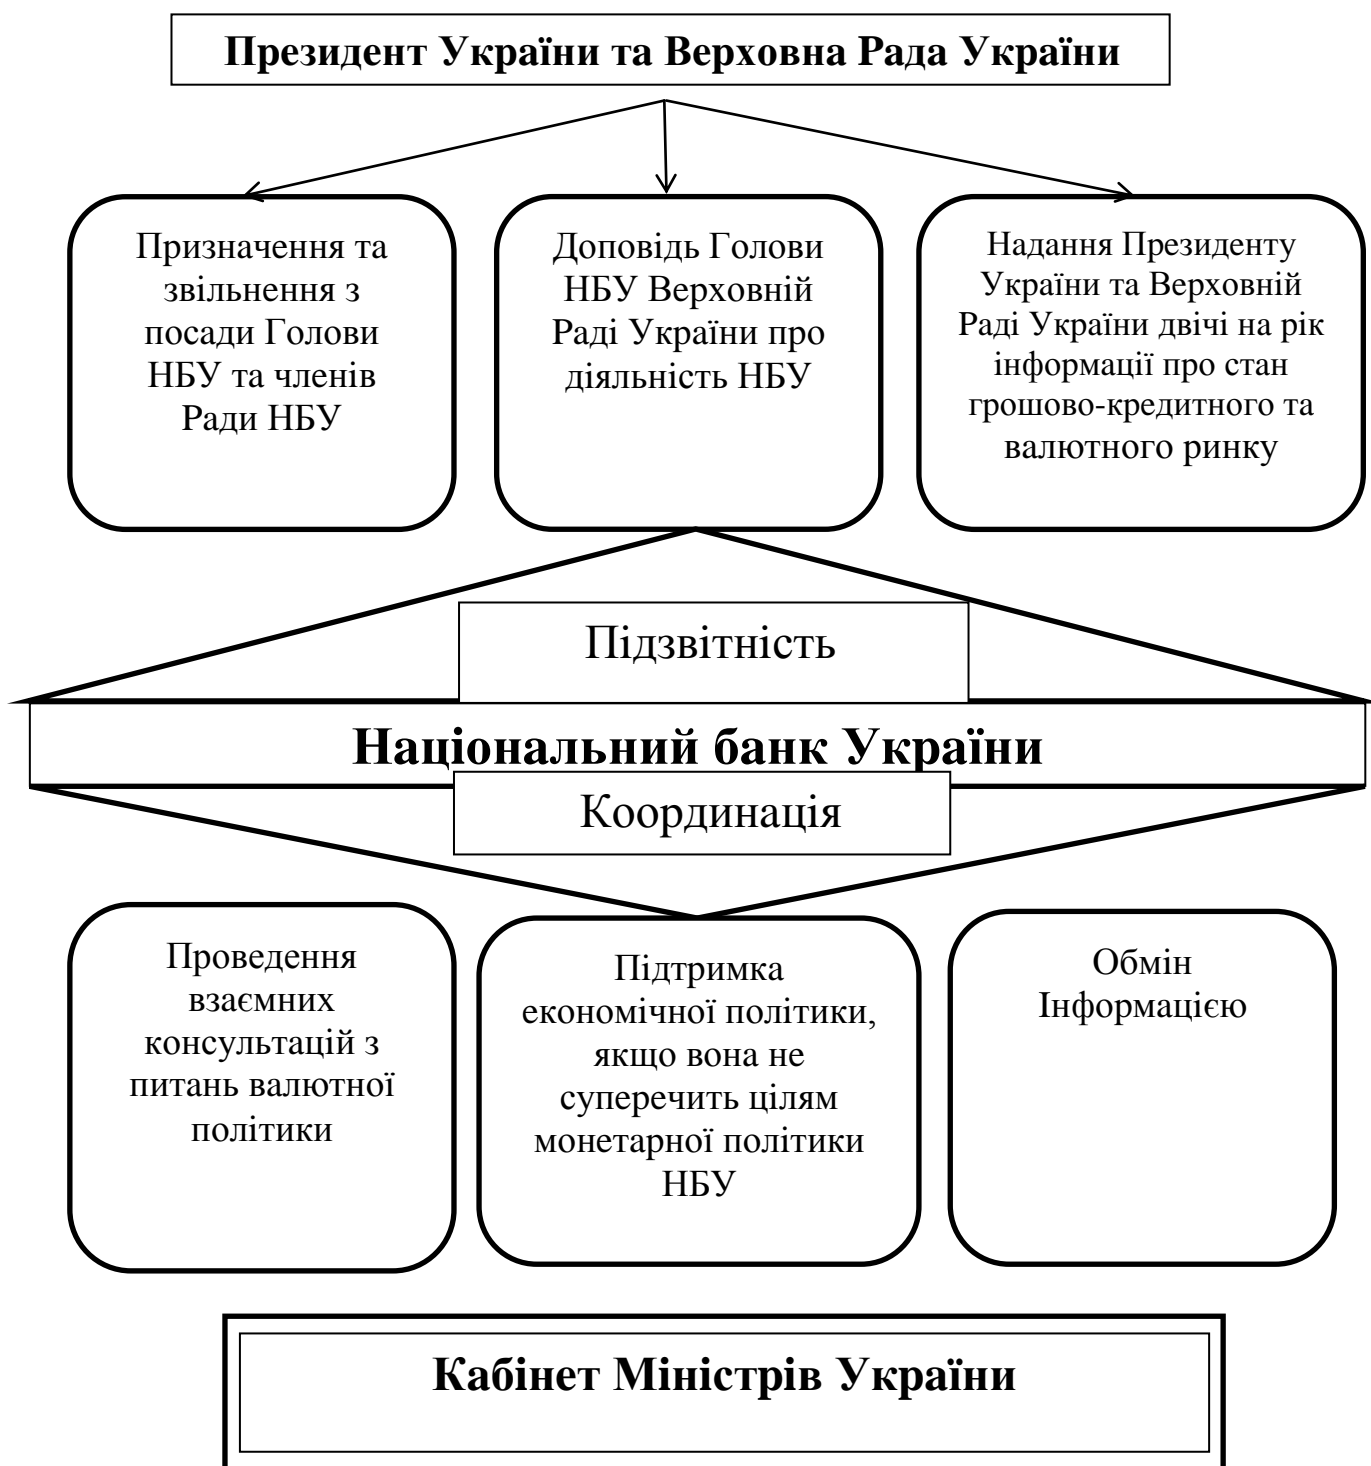 Президент України та Верховна Рада України
Призначення та
звільнення з
посади Голови
НБУ та членів
Ради НБУ
Доповідь Голови
НБУ Верховній
Раді України про
діяльність НБУ
Надання Президенту
України та Верховній
Раді України двічі на рік
інформації про стан
грошово-кредитного та
валютного ринку
Підзвітність
Національний банк України
Координація
Проведення
взаємних
консультацій з
питань валютної
політики
Підтримка
економічної політики,
якщо вона не
суперечить цілям
монетарної політики
НБУ
Обмін
Інформацією
Кабінет Міністрів України